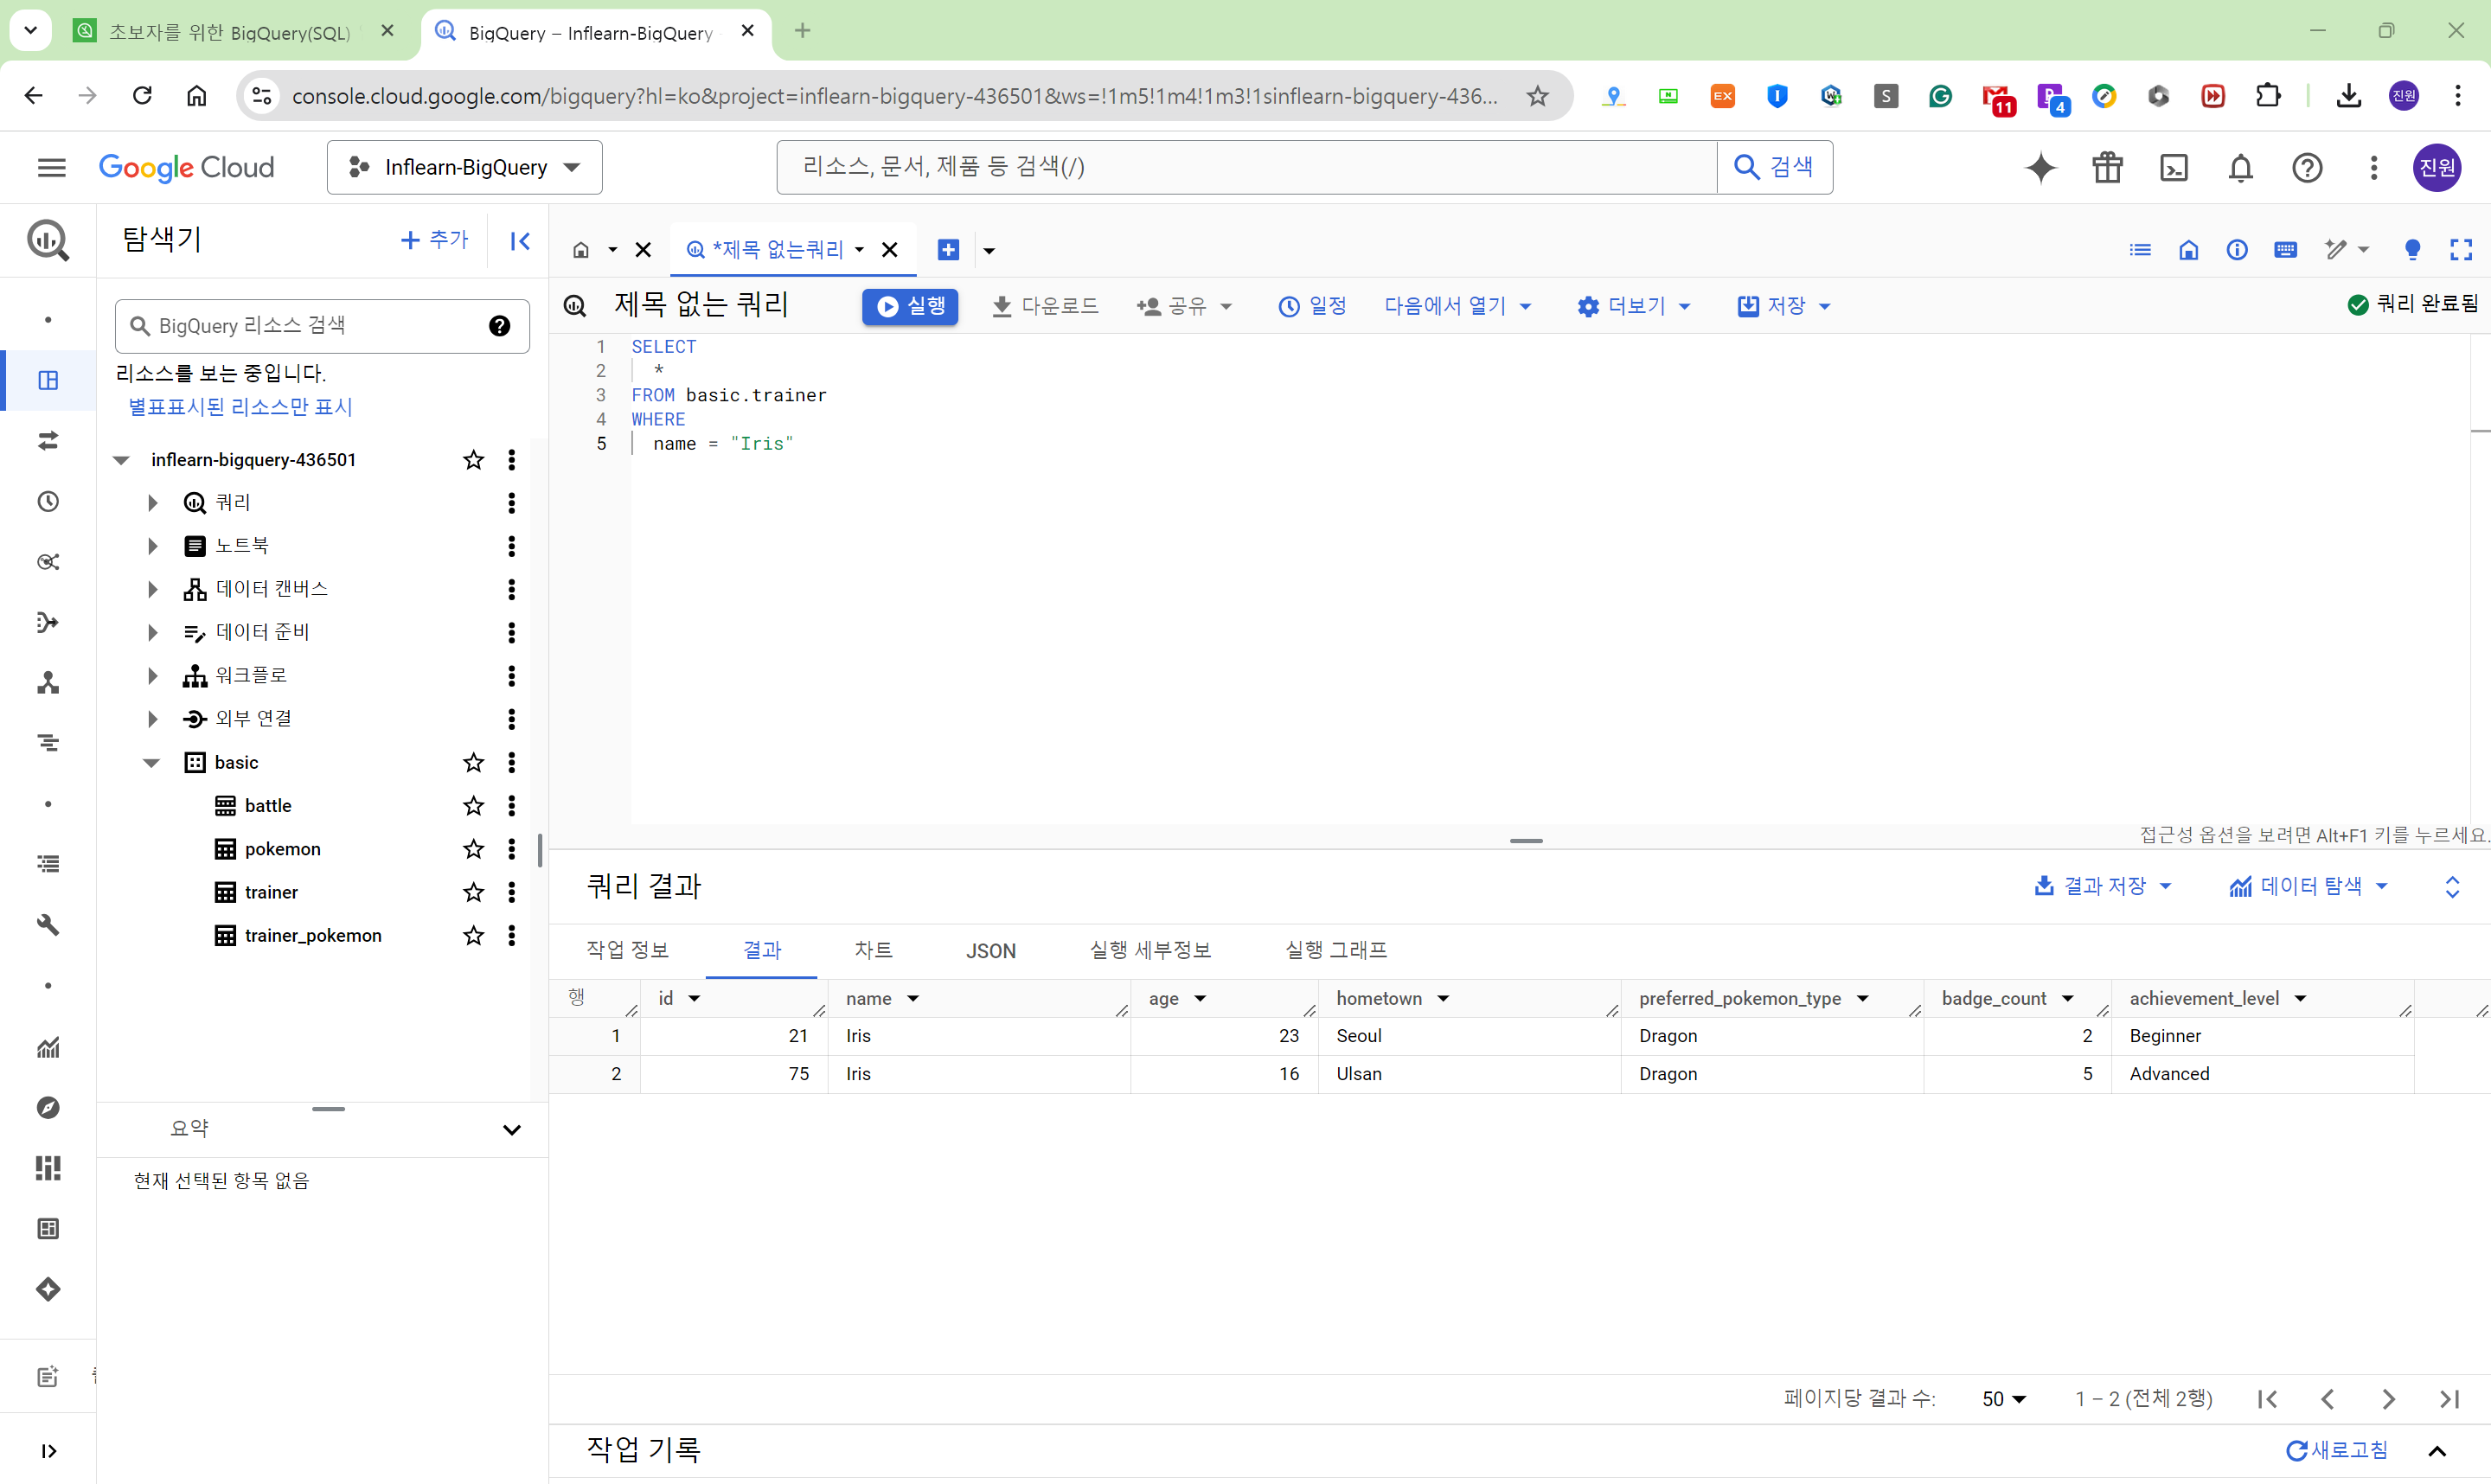 초보자를 위한 BigQuery(SQL)
BigQuery – Inflearn-BigQuery
console.cloud.google.com/bigquery?hl=ko&project=inflearn-bigquery-436501&ws=!1m5!1m4!1m3!1sinflearn-bigquery-436...
EX
S
11
4
진원
Google Cloud
Inflearn-BigQuery
리소스, 문서, 제품 등 검색(/)
검색
진원
탐색기
추가
*제목 없는쿼리
BigQuery 리소스 검색
리소스를 보는 중입니다.
별표표시된 리소스만 표시
inflearn-bigquery-436501
쿼리
노트북
데이터 캔버스
데이터 준비
워크플로
외부 연결
basic
battle
pokemon
trainer
trainer_pokemon
요약
현재 선택된 항목 없음
제목 없는 쿼리
실행
다운로드
공유
일정
다음에서 열기
더보기
저장
쿼리 완료됨
1 SELECT
2 *
3 FROM basic.trainer
4 WHERE
5 name = "Iris"
접근성 옵션을 보려면 Alt+F1 키를 누르세요.
쿼리 결과
결과 저장
데이터 탐색
작업 정보 결과 차트 JSON 실행 세부정보 실행 그래프
행 id name age hometown preferred_pokemon_type badge_count achievement_level
1 21 Iris 23 Seoul Dragon 2 Beginner
2 75 Iris 16 Ulsan Dragon 5 Advanced
페이지당 결과 수: 50 1 – 2 (전체 2행)
작업 기록
새로고침